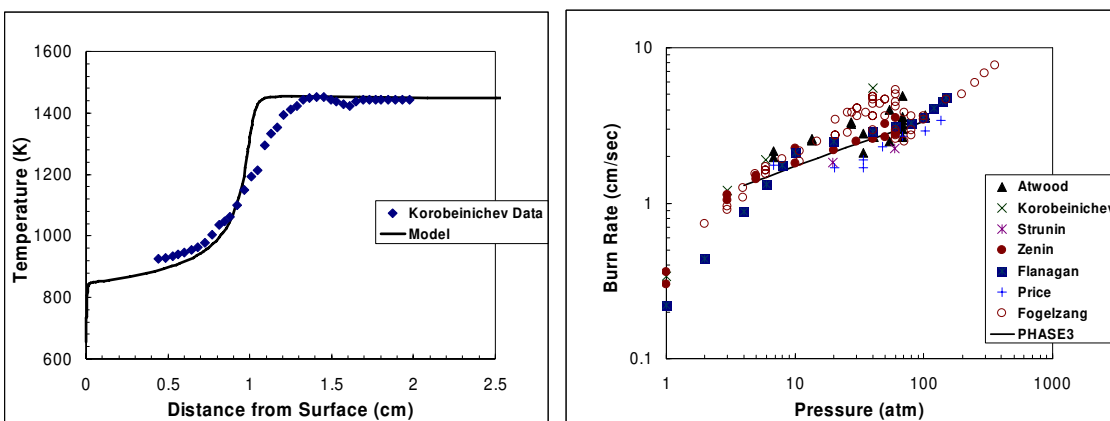 1600
1400
1200
1000
800
600
Temperature (K)
0
0.5
1
1.5
2
2.5
Distance from Surface (cm)
Korobeinichev Data
Model
10
1
0.1
Burn Rate (cm/sec)
1
10
100
1000
Pressure (atm)
Atwood
Korobeinichev
Strunin
Zenin
Flanagan
Price
Fogelzang
PHASE3